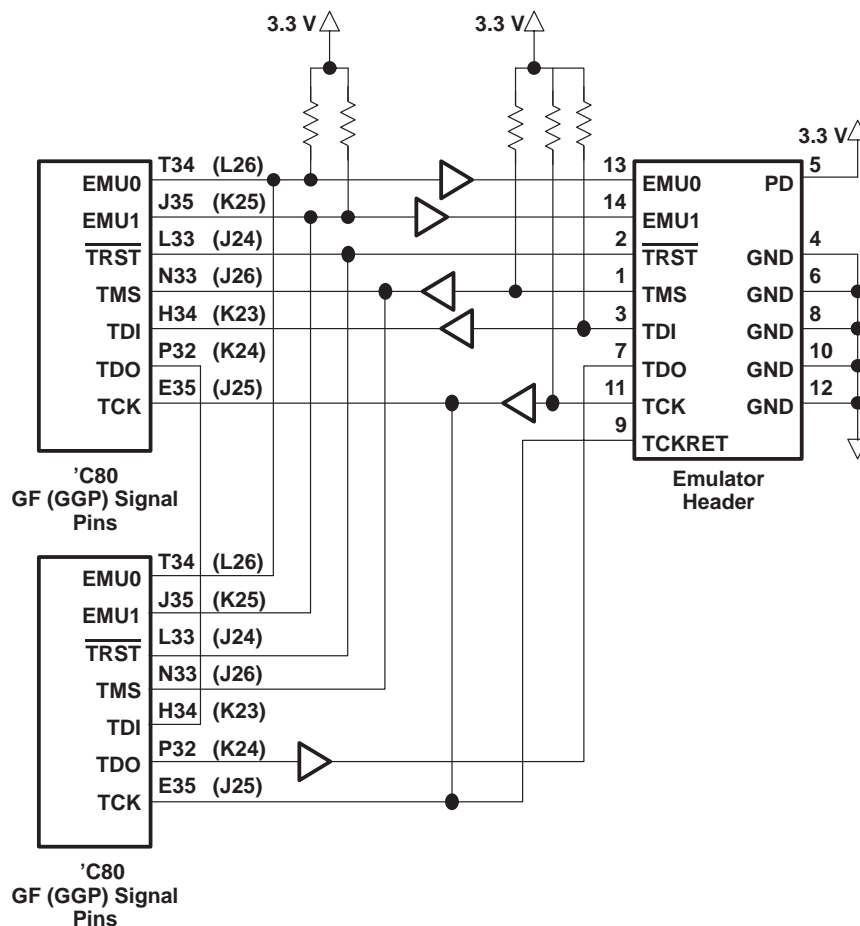 3.3 V
3.3 V
3.3 V
T34 (L26)
EMU0
J35 (K25)
EMU1
L33 (J24)
TRST
N33 (J26)
TMS
H34 (K23)
TDI
P32 (K24)
TDO
E35 (J25)
TCK
’C80
GF (GGP) Signal
Pins
13
EMU0
14
EMU1
2
TRST
1
TMS
3
TDI
7
TDO
11
TCK
9
TCKRET
5
PD
4
GND
6
GND
8
GND
10
GND
12
GND
Emulator
Header
T34 (L26)
EMU0
J35 (K25)
EMU1
L33 (J24)
TRST
N33 (J26)
TMS
H34 (K23)
TDI
P32 (K24)
TDO
E35 (J25)
TCK
’C80
GF (GGP) Signal
Pins